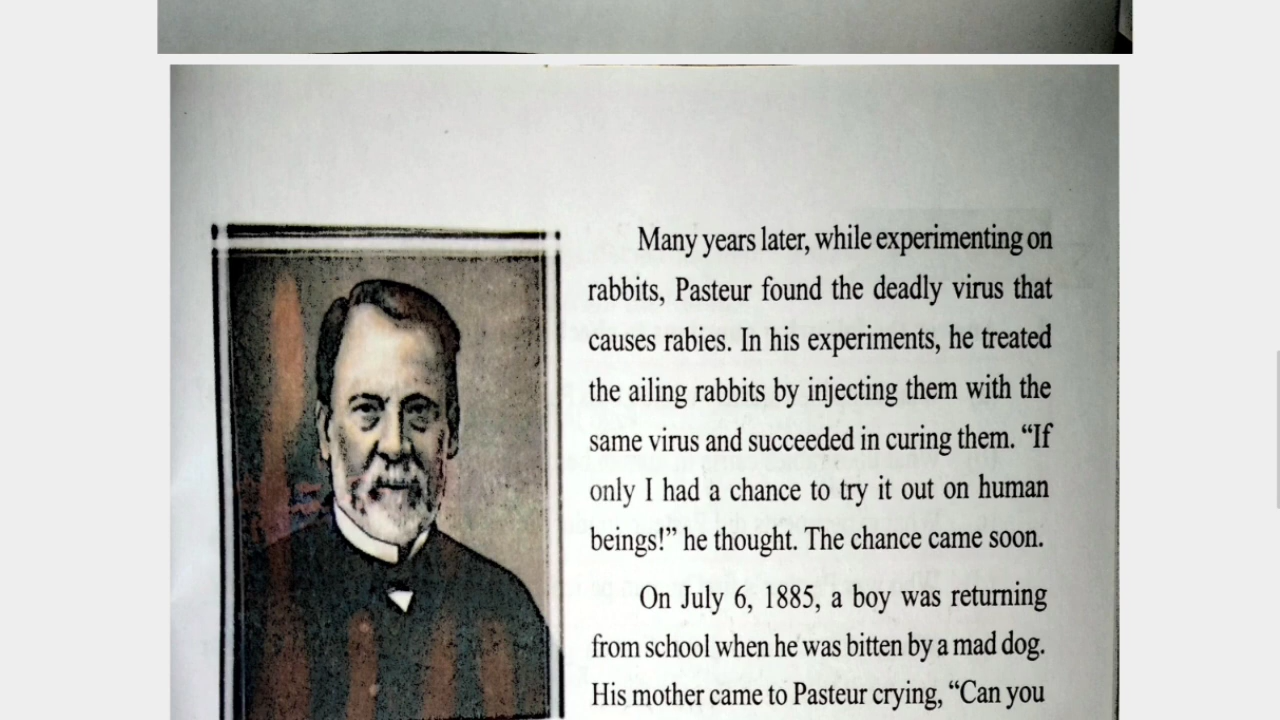 Many years later, while experimenting on
rabbits, Pasteur found the deadly virus that
causes rabies. In his experiments, he treated
the ailing rabbits by injecting them with the
same virus and succeeded in curing them. “If
only I had a chance to try it out on human
beings!” he thought. The chance came soon.
On July 6, 1885, a boy was returning
from school when he was bitten by a mad dog.
His mother came to Pasteur crying, “Can you